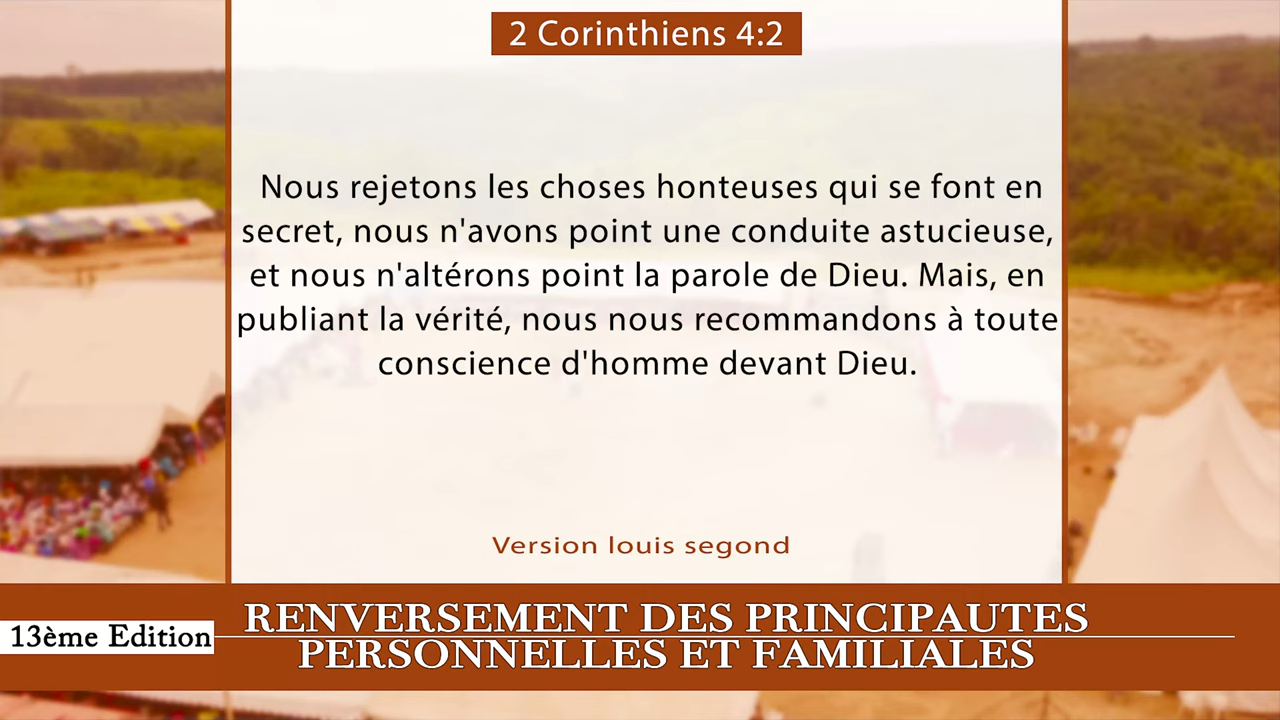 2 Corinthiens 4:2
Nous rejetons les choses honteuses qui se font en
secret, nous n'avons point une conduite astucieuse,
et nous n'altérons point la parole de Dieu. Mais, en
publiant la vérité, nous nous recommandons à toute
conscience d'homme devant Dieu.
Version louis segond
13ème Edition
RENVERSEMENT DES PRINCIPAUTES
PERSONNELLES ET FAMILIALES